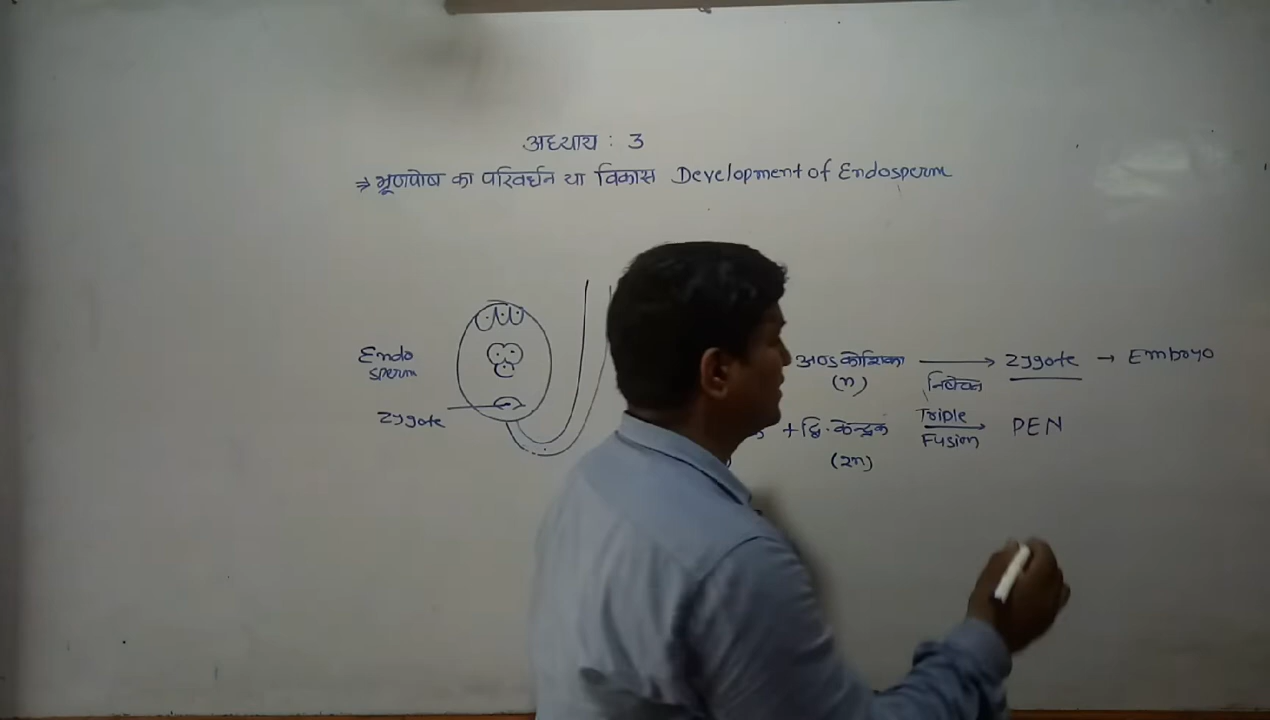 अध्याय : 3
⇒ भ्रूणपोष का परिवर्धन या विकास Development of Endosperm
Endo
sperm
Zygote
अण्डकोशिका → Zygote → Embryo
(n) निषेचन
+ द्वि. केन्द्रक Triple Fusion → PEN
(2n)